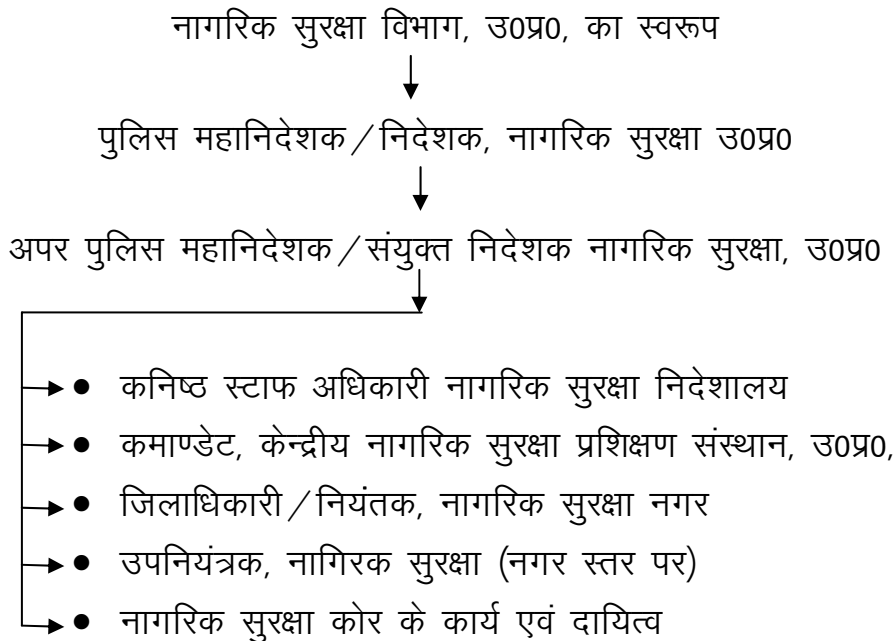 नागरिक सुरक्षा विभाग, उ0प्र0, का स्वरूप
पुलिस महानिदेशक/निदेशक, नागरिक सुरक्षा उ0प्र0
अपर पुलिस महानिदेशक/संयुक्त निदेशक नागरिक सुरक्षा, उ0प्र0
● कनिष्ठ स्टाफ अधिकारी नागरिक सुरक्षा निदेशालय
● कमाण्डेट, केन्द्रीय नागरिक सुरक्षा प्रशिक्षण संस्थान, उ0प्र0,
● जिलाधिकारी/नियंतक, नागरिक सुरक्षा नगर
● उपनियंत्रक, नागिरक सुरक्षा (नगर स्तर पर)
● नागरिक सुरक्षा कोर के कार्य एवं दायित्व